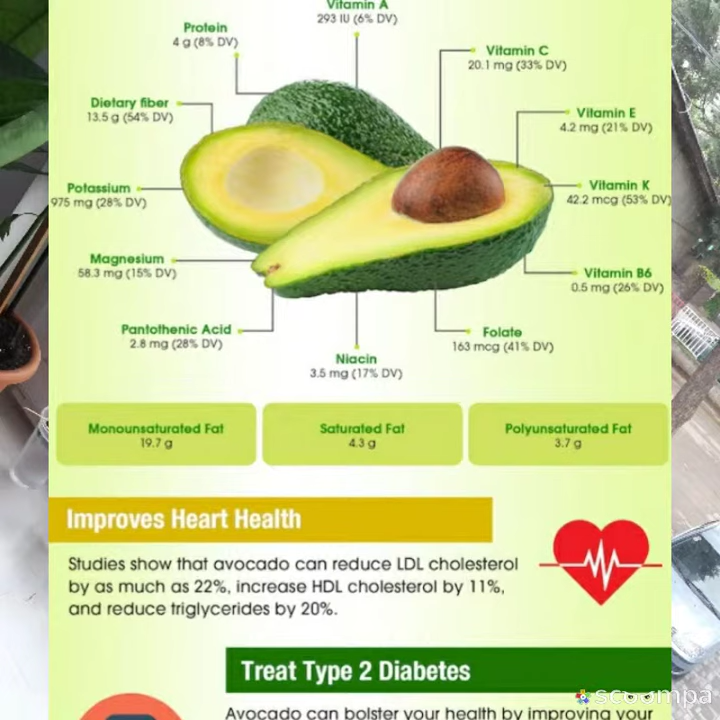 Vitamin A
293 IU (6% DV)
Protein
4 g (8% DV)
Vitamin C
20.1 mg (33% DV)
Dietary fiber
13.5 g (54% DV)
Vitamin E
4.2 mg (21% DV)
Potassium
975 mg (28% DV)
Vitamin K
42.2 mcg (53% DV)
Magnesium
58.3 mg (15% DV)
Vitamin B6
0.5 mg (26% DV)
Pantothenic Acid
2.8 mg (28% DV)
Folate
163 mcg (41% DV)
Niacin
3.5 mg (17% DV)
Monounsaturated Fat
19.7 g
Saturated Fat
4.3 g
Polyunsaturated Fat
3.7 g
Improves Heart Health
Studies show that avocado can reduce LDL cholesterol
by as much as 22%, increase HDL cholesterol by 11%,
and reduce triglycerides by 20%.
Treat Type 2 Diabetes
scoompa
Avocado can bolster your health by improving your